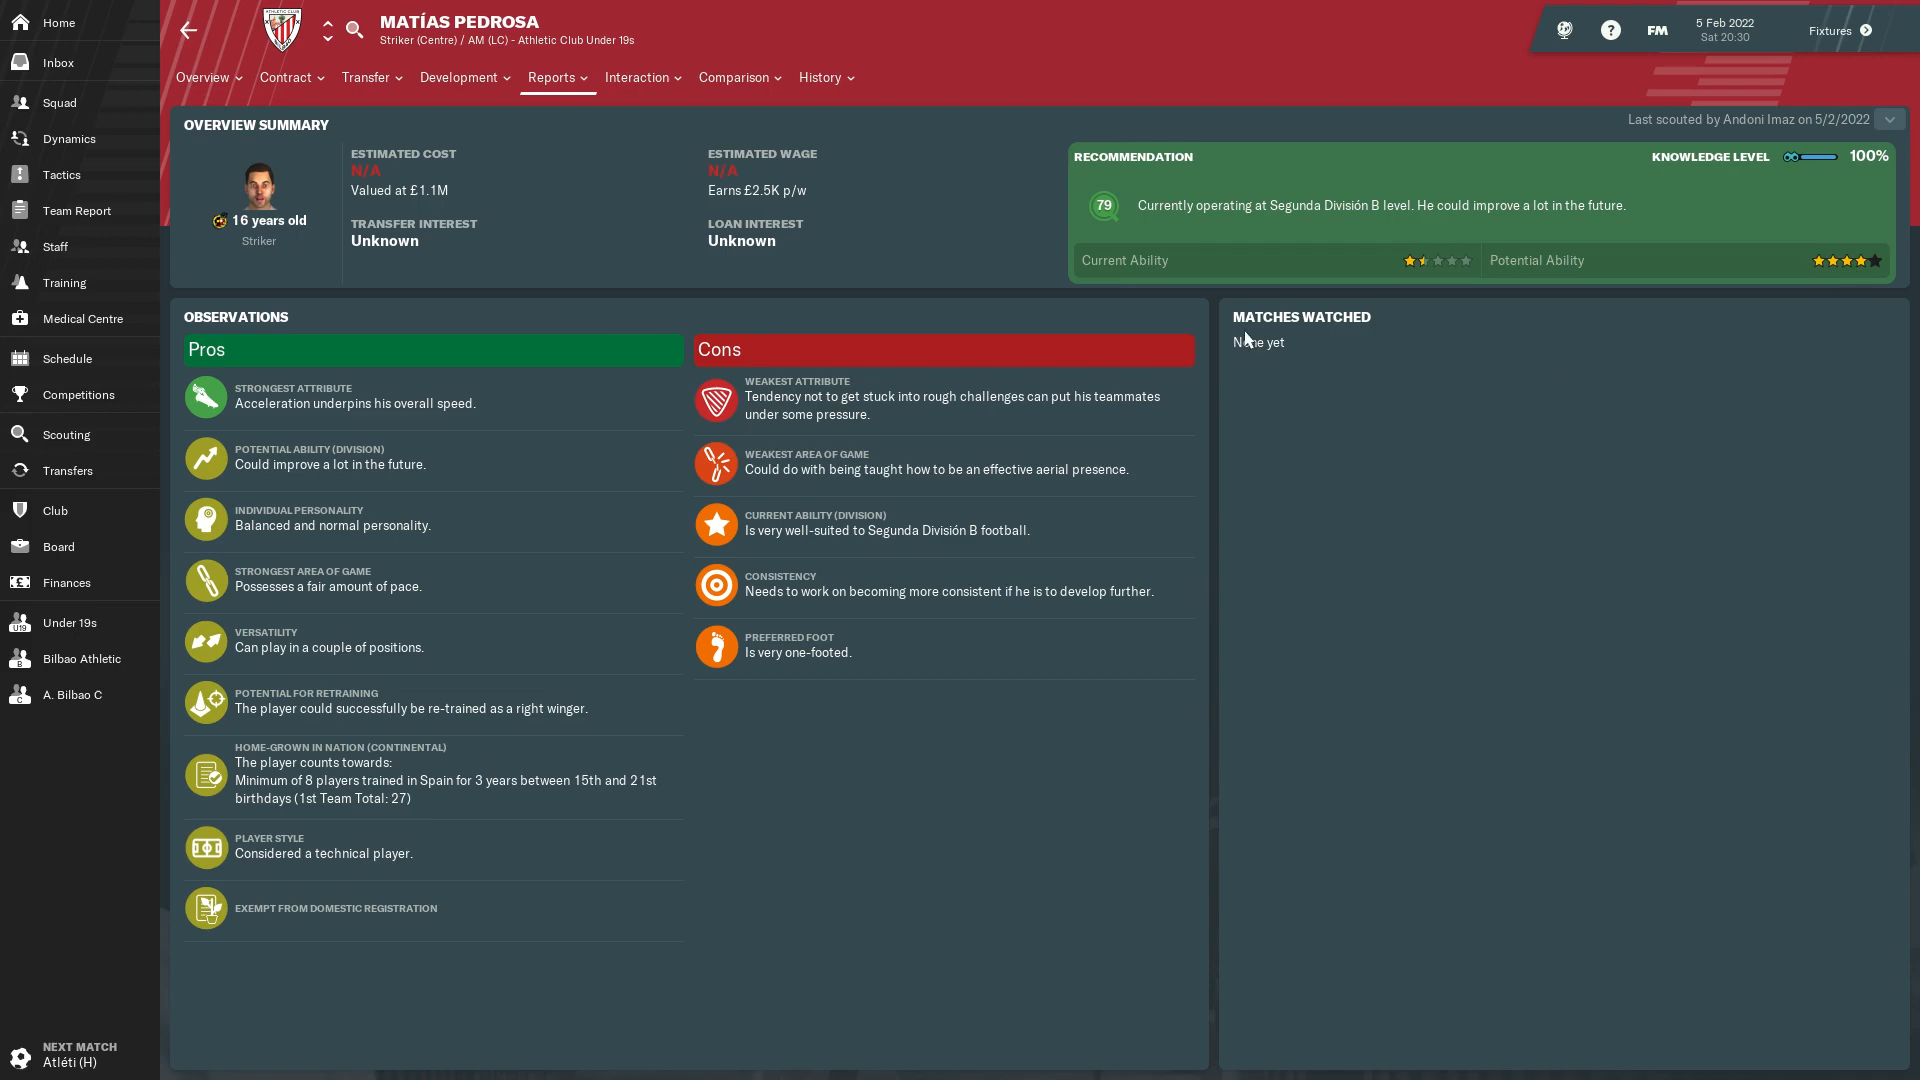 Home
Inbox
Squad
Dynamics
Tactics
Team Report
Staff
Training
Medical Centre
Schedule
Competitions
Scouting
Transfers
Club
Board
Finances
U19
Under 19s
B
Bilbao Athletic
C
A. Bilbao C
NEXT MATCH
Atléti (H)
MATÍAS PEDROSA
Striker (Centre) / AM (LC) - Athletic Club Under 19s
?
FM
5 Feb 2022
Sat 20:30
Fixtures
Overview
Contract
Transfer
Development
Reports
Interaction
Comparison
History
OVERVIEW SUMMARY
Last scouted by Andoni Imaz on 5/2/2022
16 years old
Striker
ESTIMATED COST
N/A
Valued at £1.1M
TRANSFER INTEREST
Unknown
ESTIMATED WAGE
N/A
Earns £2.5K p/w
LOAN INTEREST
Unknown
RECOMMENDATION
KNOWLEDGE LEVEL
100%
79
Currently operating at Segunda División B level. He could improve a lot in the future.
Current Ability
Potential Ability
OBSERVATIONS
Pros
STRONGEST ATTRIBUTE
Acceleration underpins his overall speed.
POTENTIAL ABILITY (DIVISION)
Could improve a lot in the future.
INDIVIDUAL PERSONALITY
Balanced and normal personality.
STRONGEST AREA OF GAME
Possesses a fair amount of pace.
VERSATILITY
Can play in a couple of positions.
POTENTIAL FOR RETRAINING
The player could successfully be re-trained as a right winger.
HOME-GROWN IN NATION (CONTINENTAL)
The player counts towards:
Minimum of 8 players trained in Spain for 3 years between 15th and 21st
birthdays (1st Team Total: 27)
PLAYER STYLE
Considered a technical player.
EXEMPT FROM DOMESTIC REGISTRATION
Cons
WEAKEST ATTRIBUTE
Tendency not to get stuck into rough challenges can put his teammates
under some pressure.
WEAKEST AREA OF GAME
Could do with being taught how to be an effective aerial presence.
CURRENT ABILITY (DIVISION)
Is very well-suited to Segunda División B football.
CONSISTENCY
Needs to work on becoming more consistent if he is to develop further.
PREFERRED FOOT
Is very one-footed.
MATCHES WATCHED
None yet